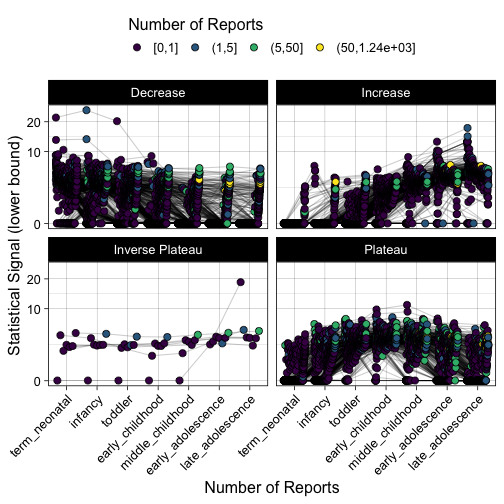 Number of Reports
[0,1] (1,5] (5,50] (50,1.24e+03]
Decrease Increase
20
10
0
Inverse Plateau Plateau
20
10
0
Statistical Signal (lower bound)
term_neonatal infancy toddler early_childhood middle_childhood early_adolescence late_adolescence
term_neonatal infancy toddler early_childhood middle_childhood early_adolescence late_adolescence
Number of Reports